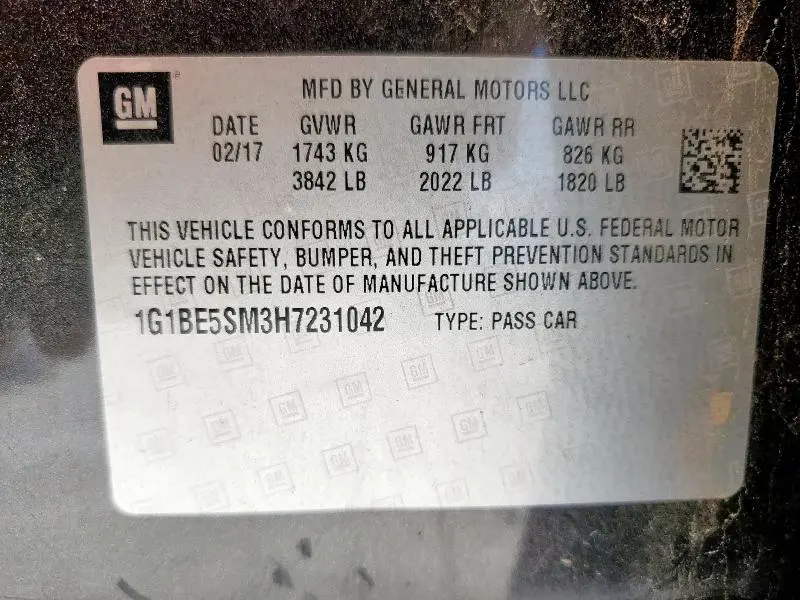 GM
MFD BY GENERAL MOTORS LLC
DATE GVWR GAWR FRT GAWR RR
02/17 1743 KG 917 KG 826 KG
3842 LB 2022 LB 1820 LB
THIS VEHICLE CONFORMS TO ALL APPLICABLE U.S. FEDERAL MOTOR
VEHICLE SAFETY, BUMPER, AND THEFT PREVENTION STANDARDS IN
EFFECT ON THE DATE OF MANUFACTURE SHOWN ABOVE.
1G1BE5SM3H7231042 TYPE: PASS CAR